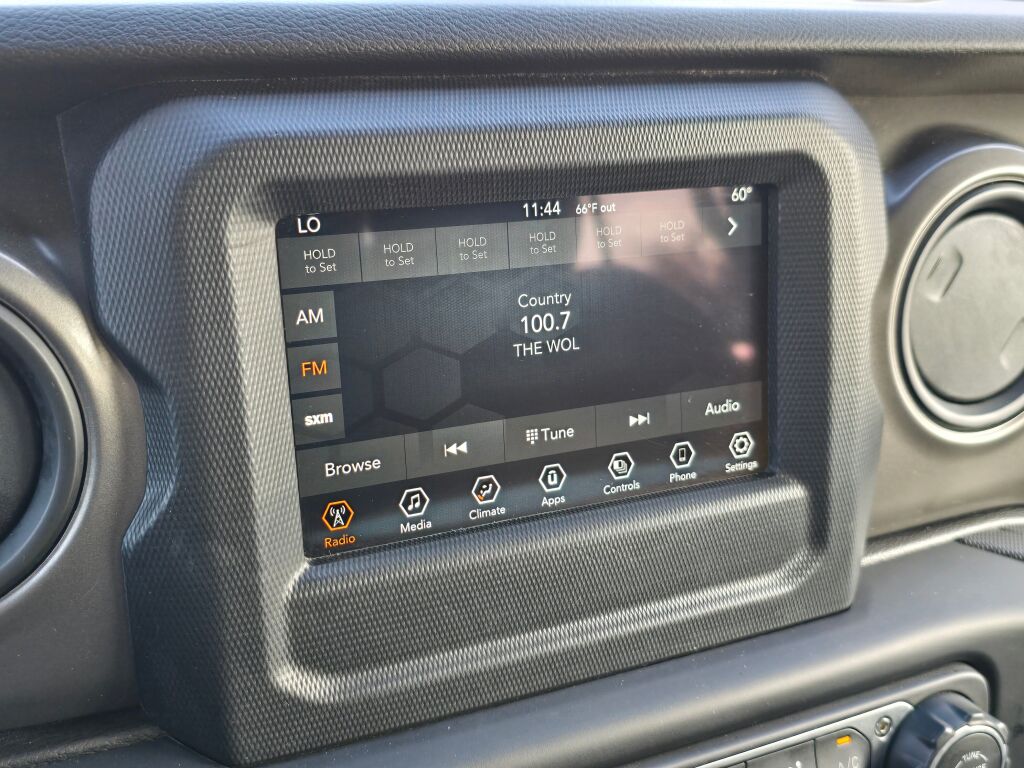 LO 11:44 66°F out 60°
HOLD to Set
HOLD to Set
HOLD to Set
HOLD to Set
HOLD to Set
HOLD to Set
AM
FM
sxm
Country
100.7
THE WOL
Browse Tune Audio
Radio Media Climate Apps Controls Phone Settings
A/C
TUNE